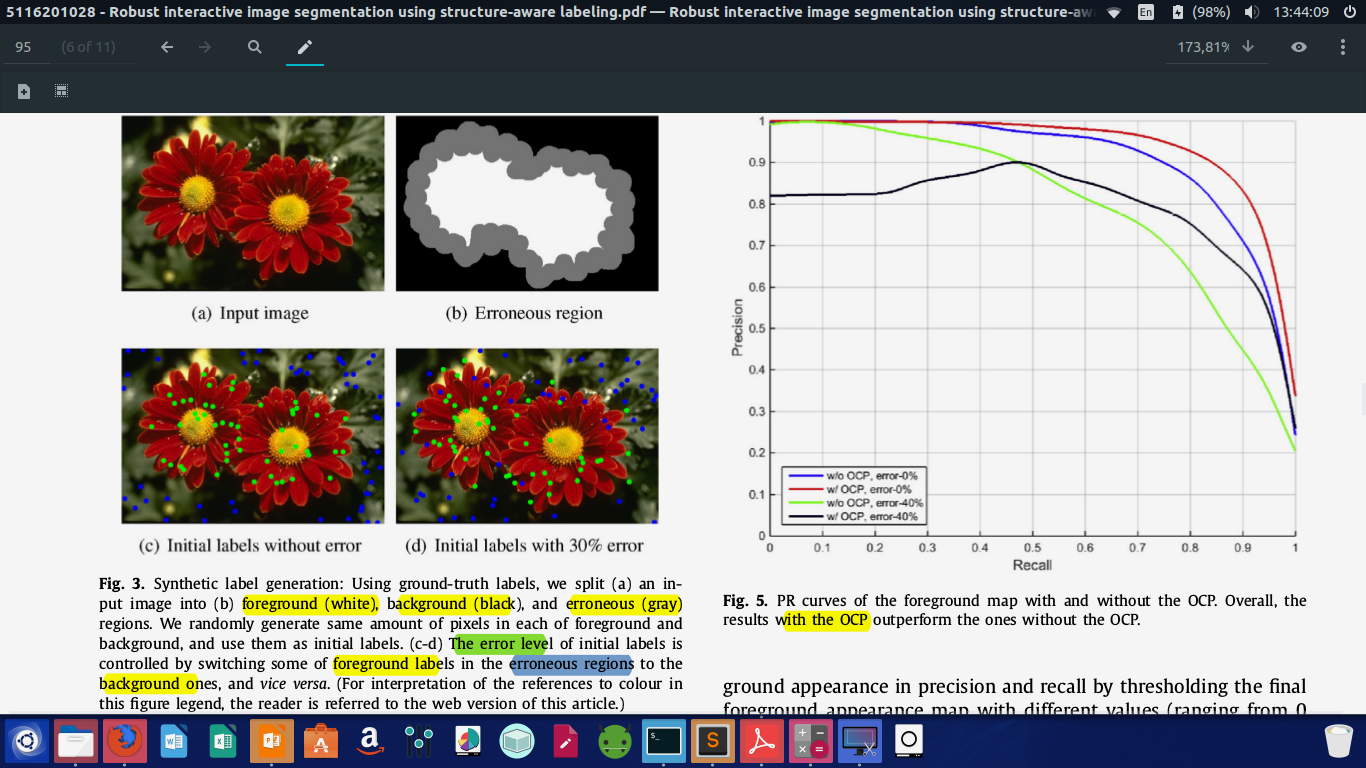 5116201028 - Robust interactive image segmentation using structure-aware labeling.pdf — Robust interactive image segmentation using structure-aw
En
(98%)
13:44:09
95
(6 of 11)
173,81%
(a) Input image
(b) Erroneous region
(c) Initial labels without error
(d) Initial labels with 30% error
Fig. 3. Synthetic label generation: Using ground-truth labels, we split (a) an in-
put image into (b) foreground (white), background (black), and erroneous (gray)
regions. We randomly generate same amount of pixels in each of foreground and
background, and use them as initial labels. (c-d) The error level of initial labels is
controlled by switching some of foreground labels in the erroneous regions to the
background ones, and vice versa. (For interpretation of the references to colour in
this figure legend, the reader is referred to the web version of this article.)
1
0.9
0.8
0.7
0.6
0.5
0.4
0.3
0.2
0.1
0
Precision
w/o OCP, error-0%
w/ OCP, error-0%
w/o OCP, error-40%
w/ OCP, error-40%
0 0.1 0.2 0.3 0.4 0.5 0.6 0.7 0.8 0.9 1
Recall
Fig. 5. PR curves of the foreground map with and without the OCP. Overall, the
results with the OCP outperform the ones without the OCP.
ground appearance in precision and recall by thresholding the final
foreground appearance map with different values (ranging from 0